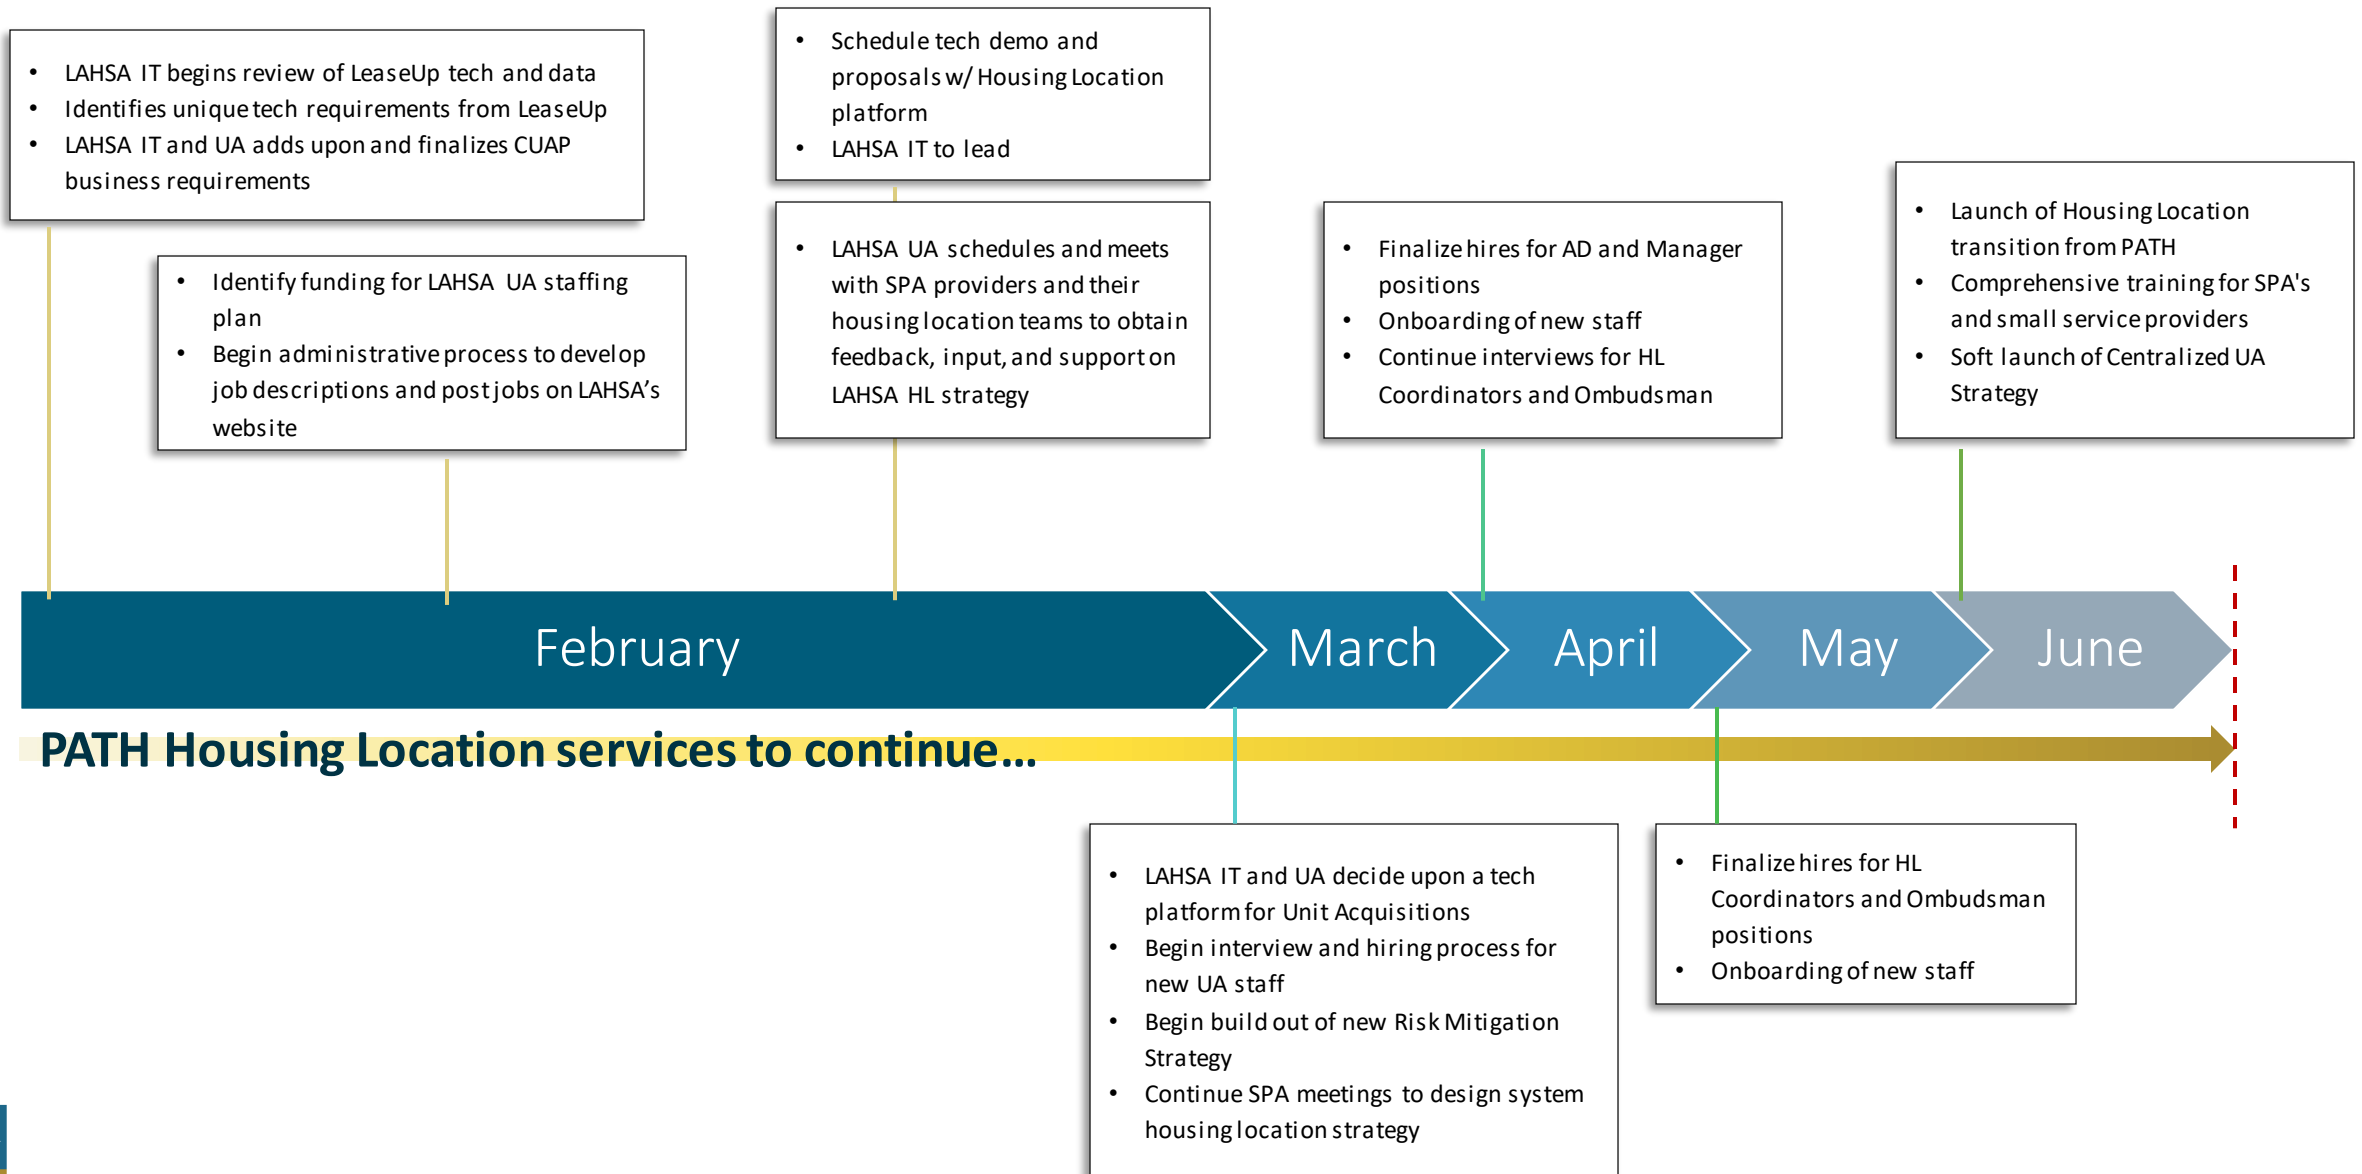 • LAHSA IT begins review of LeaseUp tech and data
• Identifies unique tech requirements from LeaseUp
• LAHSA IT and UA adds upon and finalizes CUAP
business requirements
• Identify funding for LAHSA UA staffing
plan
• Begin administrative process to develop
job descriptions and post jobs on LAHSA’s
website
• Schedule tech demo and
proposals w/ Housing Location
platform
• LAHSA IT to lead
• LAHSA UA schedules and meets
with SPA providers and their
housing location teams to obtain
feedback, input, and support on
LAHSA HL strategy
• Finalize hires for AD and Manager
positions
• Onboarding of new staff
• Continue interviews for HL
Coordinators and Ombudsman
• Launch of Housing Location
transition from PATH
• Comprehensive training for SPA's
and small service providers
• Soft launch of Centralized UA
Strategy
February
March
April
May
June
PATH Housing Location services to continue...
• LAHSA IT and UA decide upon a tech
platform for Unit Acquisitions
• Begin interview and hiring process for
new UA staff
• Begin build out of new Risk Mitigation
Strategy
• Continue SPA meetings to design system
housing location strategy
• Finalize hires for HL
Coordinators and Ombudsman
positions
• Onboarding of new staff